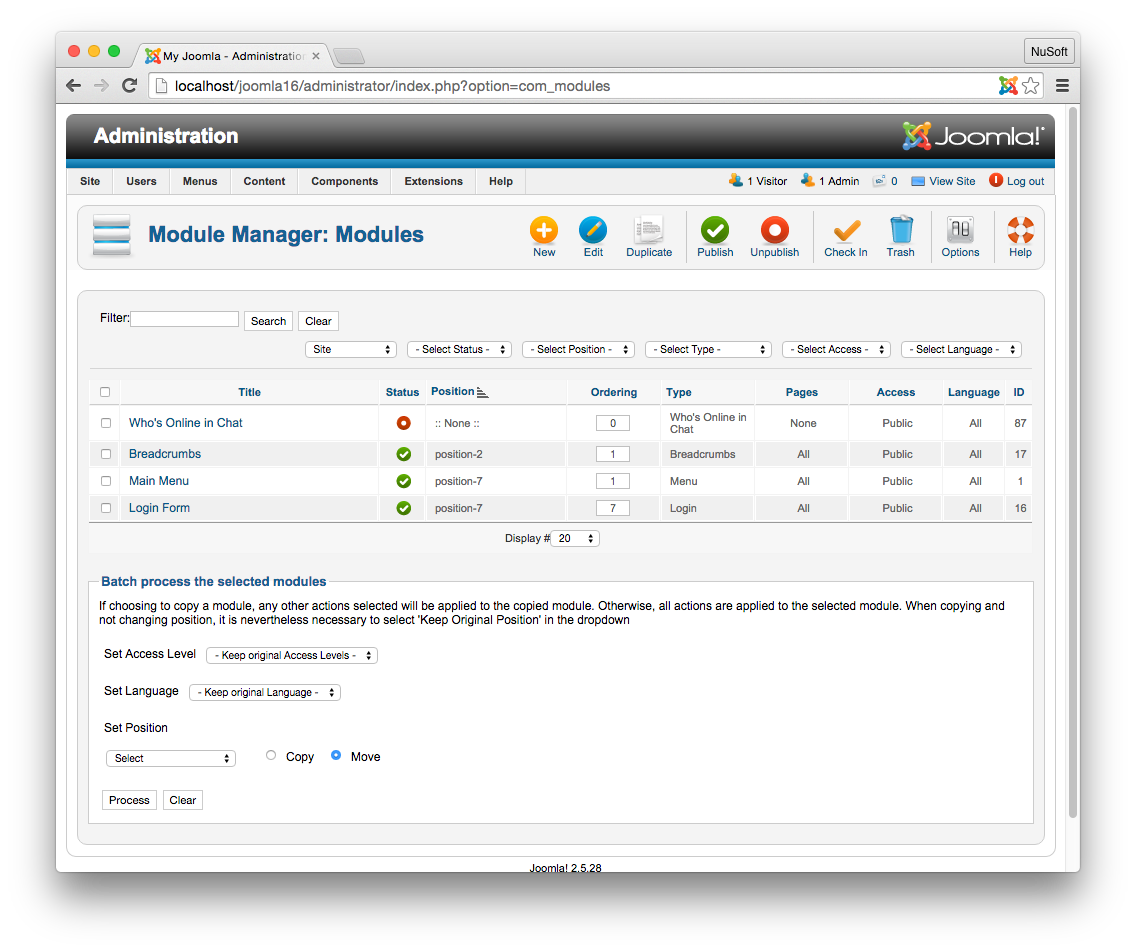 My Joomla - Administration
NuSoft
localhost/joomla16/administrator/index.php?option=com_modules
Administration
Joomla!
Site Users Menus Content Components Extensions Help 1 Visitor 1 Admin 0 View Site Log out
Module Manager: Modules
New Edit Duplicate Publish Unpublish Check In Trash Options Help
Filter: Search Clear
Site - Select Status - - Select Position - - Select Type - - Select Access - - Select Language -
Title Status Position Ordering Type Pages Access Language ID
Who's Online in Chat :: None :: 0 Who's Online in Chat None Public All 87
Breadcrumbs position-2 1 Breadcrumbs All Public All 17
Main Menu position-7 1 Menu All Public All 1
Login Form position-7 7 Login All Public All 16
Display # 20
Batch process the selected modules
If choosing to copy a module, any other actions selected will be applied to the copied module. Otherwise, all actions are applied to the selected module. When copying and
not changing position, it is nevertheless necessary to select 'Keep Original Position' in the dropdown
Set Access Level - Keep original Access Levels -
Set Language - Keep original Language -
Set Position
Select Copy Move
Process Clear
Joomla! 2.5.28